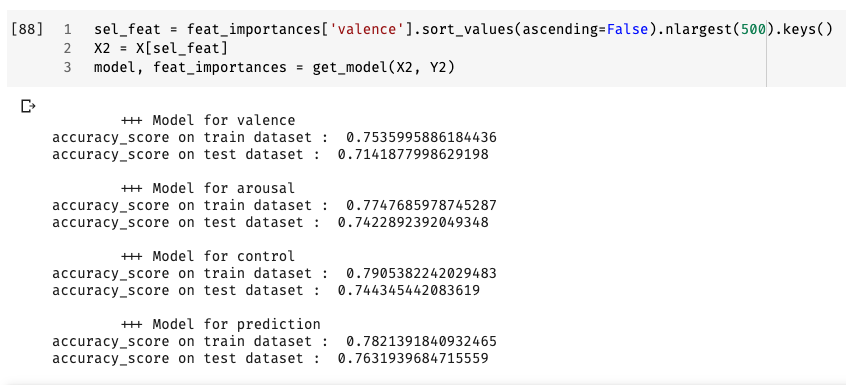 [88] 1 sel_feat = feat_importances['valence'].sort_values(ascending=False).nlargest(500).keys()
2 X2 = X[sel_feat]
3 model, feat_importances = get_model(X2, Y2)
+++ Model for valence
accuracy_score on train dataset : 0.7535995886184436
accuracy_score on test dataset : 0.7141877998629198
+++ Model for arousal
accuracy_score on train dataset : 0.7747685978745287
accuracy_score on test dataset : 0.7422892392049348
+++ Model for control
accuracy_score on train dataset : 0.7905382242029483
accuracy_score on test dataset : 0.744345442083619
+++ Model for prediction
accuracy_score on train dataset : 0.7821391840932465
accuracy_score on test dataset : 0.7631939684715559